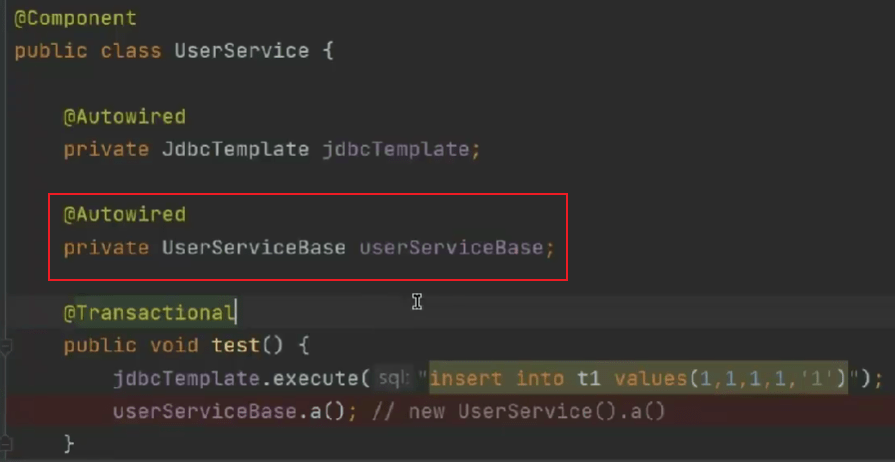 @Component
public class UserService {
@Autowired
private JdbcTemplate jdbcTemplate;
@Autowired
private UserServiceBase userServiceBase;
@Transactional
public void test() {
jdbcTemplate.execute( sql: "insert into t1 values(1,1,1,1,'1')");
userServiceBase.a(); // new UserService().a()
}